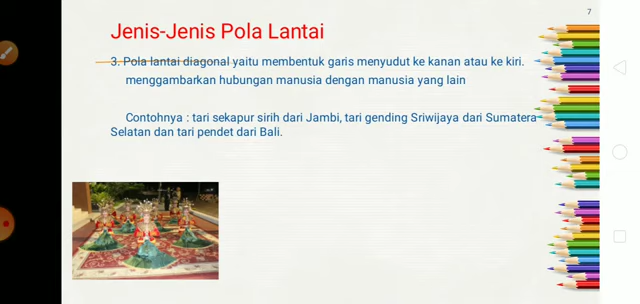 7
Jenis-Jenis Pola Lantai
3. Pola lantai diagonal yaitu membentuk garis menyudut ke kanan atau ke kiri.
menggambarkan hubungan manusia dengan manusia yang lain
Contohnya : tari sekapur sirih dari Jambi, tari gending Sriwijaya dari Sumatera
Selatan dan tari pendet dari Bali.